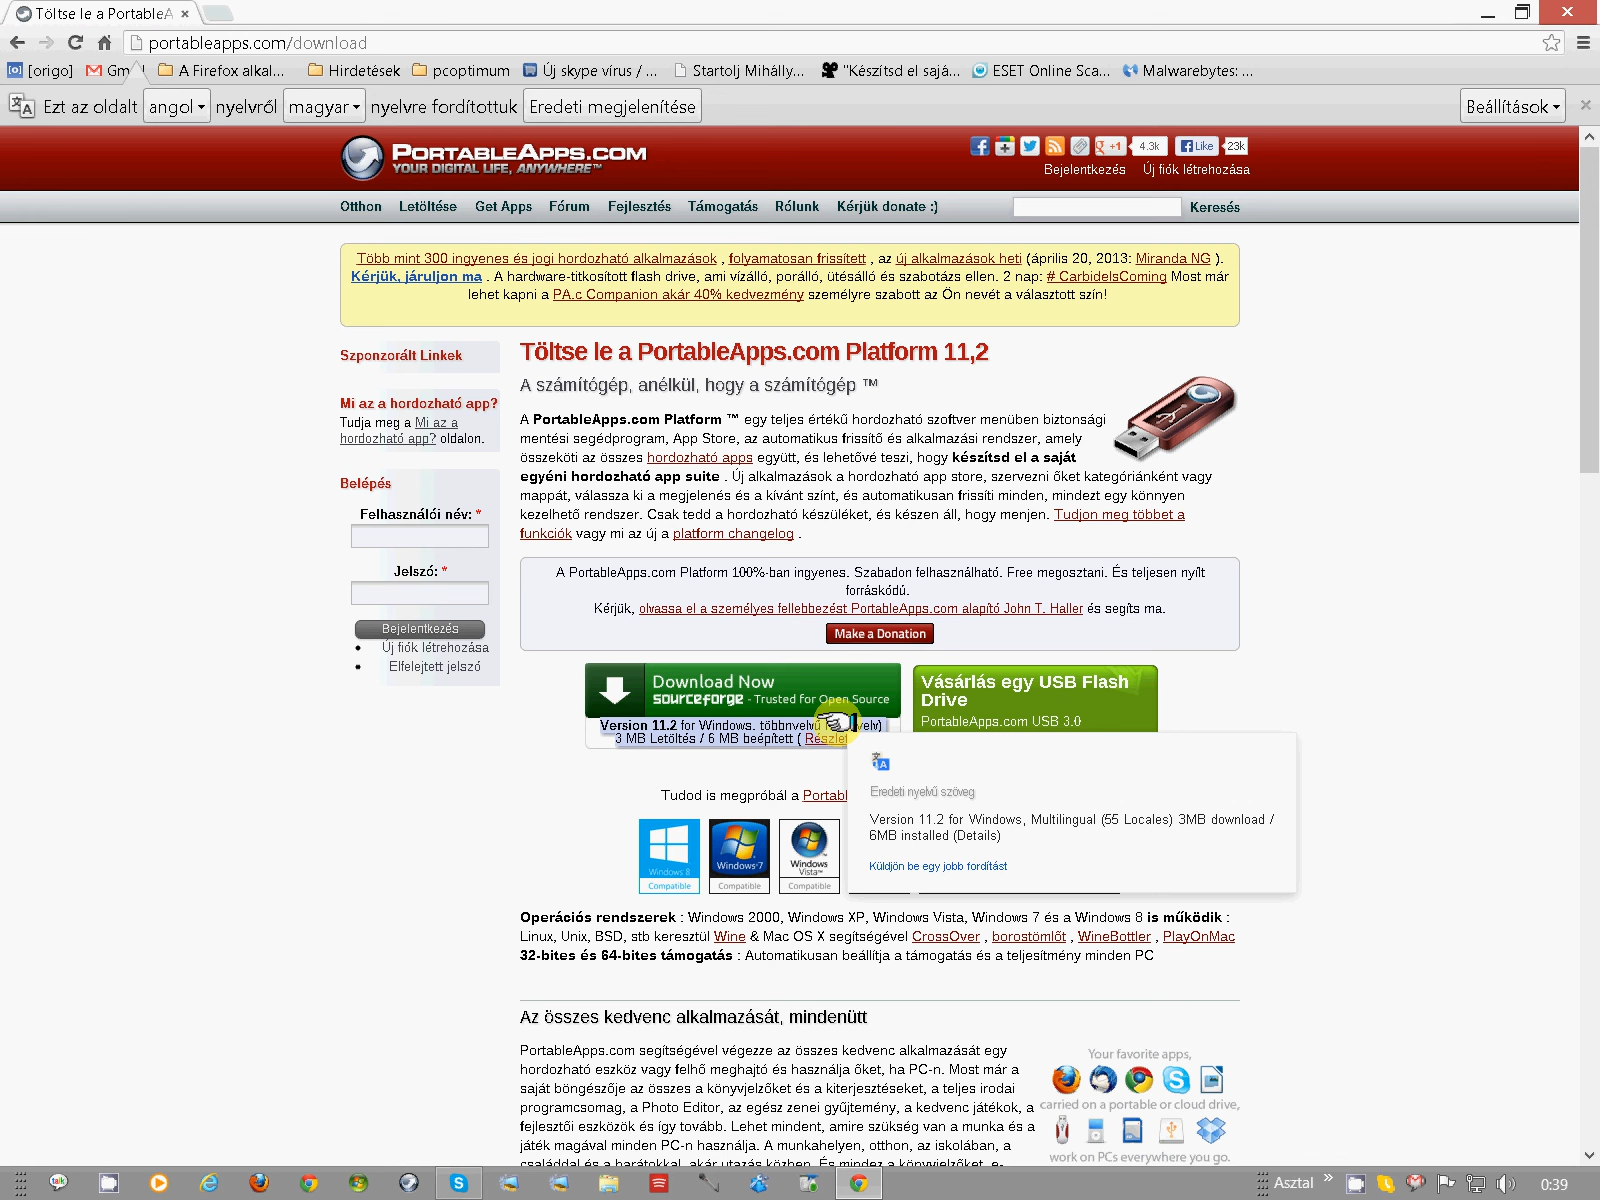 Töltse le a PortableA
portableapps.com/download
[origo] Gm A Firefox alkal... Hirdetések pcoptimum Új skype vírus / ... Startolj Mihálly... "Készítsd el sajá... ESET Online Sca... Malwarebytes: ...
Ezt az oldalt angol nyelvről magyar nyelvre fordítottuk Eredeti megjelenítése Beállítások
PORTABLEAPPS.COM
YOUR DIGITAL LIFE, ANYWHERE™
+1 4.3k Like 23k
Bejelentkezés Új fiók létrehozása
Otthon Letöltése Get Apps Fórum Fejlesztés Támogatás Rólunk Kérjük donate :) Keresés
Több mint 300 ingyenes és jogi hordozható alkalmazások , folyamatosan frissített , az új alkalmazások heti (április 20, 2013: Miranda NG ).
Kérjük, járuljon ma . A hardware-titkosított flash drive, ami vízálló, porálló, ütésálló és szabotázs ellen. 2 nap: # CarbideIsComing Most már
lehet kapni a PA.c Companion akár 40% kedvezmény személyre szabott az Ön nevét a választott szín!
Szponzorált Linkek
Mi az a hordozható app?
Tudja meg a Mi az a
hordozható app? oldalon.
Belépés
Felhasználói név: *
Jelszó: *
Bejelentkezés
Új fiók létrehozása
Elfelejtett jelszó
Töltse le a PortableApps.com Platform 11,2
A számítógép, anélkül, hogy a számítógép ™
A PortableApps.com Platform ™ egy teljes értékű hordozható szoftver menüben biztonsági
mentési segédprogram, App Store, az automatikus frissítő és alkalmazási rendszer, amely
összeköti az összes hordozható apps együtt, és lehetővé teszi, hogy készítsd el a saját
egyéni hordozható app suite . Új alkalmazások a hordozható app store, szervezni őket kategóriánként vagy
mappát, válassza ki a megjelenés és a kívánt színt, és automatikusan frissíti minden, mindezt egy könnyen
kezelhető rendszer. Csak tedd a hordozható készüléket, és készen áll, hogy menjen. Tudjon meg többet a
funkciók vagy mi az új a platform changelog .
A PortableApps.com Platform 100%-ban ingyenes. Szabadon felhasználható. Free megosztani. És teljesen nyílt
forráskódú.
Kérjük, olvassa el a személyes fellebbezést PortableApps.com alapító John T. Haller és segíts ma.
Make a Donation
Download Now
sourceforge - Trusted for Open Source
Version 11.2 for Windows, többnyelvű
3 MB Letöltés / 6 MB beépített (
Vásárlás egy USB Flash
Drive
PortableApps.com USB 3.0
Eredeti nyelvű szöveg
Version 11.2 for Windows, Multilingual (55 Locales) 3MB download /
6MB installed (Details)
Küldjön be egy jobb fordítást
Tudod is megpróbál a Portabl
Windows 8 Windows 7 Windows Vista™
Compatible Compatible Compatible
Operációs rendszerek : Windows 2000, Windows XP, Windows Vista, Windows 7 és a Windows 8 is működik :
Linux, Unix, BSD, stb keresztül Wine & Mac OS X segítségével CrossOver , borostömlőt , WineBottler , PlayOnMac
32-bites és 64-bites támogatás : Automatikusan beállítja a támogatás és a teljesítmény minden PC
Az összes kedvenc alkalmazását, mindenütt
PortableApps.com segítségével végezze az összes kedvenc alkalmazását egy
hordozható eszköz vagy felhő meghajtó és használja őket, ha PC-n. Most már a
saját böngészője az összes a könyvjelzőket és a kiterjesztéseket, a teljes irodai
programcsomag, a Photo Editor, az egész zenei gyűjtemény, a kedvenc játékok, a
fejlesztői eszközök és így tovább. Lehet mindent, amire szükség van a munka és a
játék magával minden PC-n használja. A munkahelyen, otthon, az iskolában, a
családdal és a barátokkal, akár utazás közben. És mindez a könyvjelzőket, e-
Your favorite apps,
carried on a portable or cloud drive,
work on PCs everywhere you go.
Asztal » 0:39